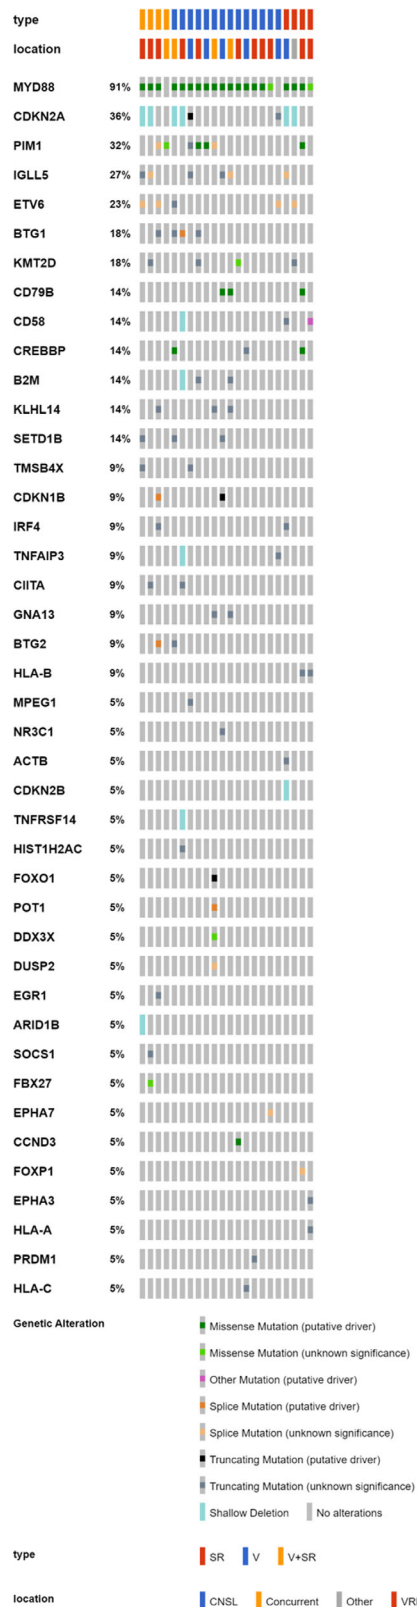 type
location
MYD88 91%
CDKN2A 36%
PIM1 32%
IGLL5 27%
ETV6 23%
BTG1 18%
KMT2D 18%
CD79B 14%
CD58 14%
CREBBP 14%
B2M 14%
KLHL14 14%
SETD1B 14%
TMSB4X 9%
CDKN1B 9%
IRF4 9%
TNFAIP3 9%
CIITA 9%
GNA13 9%
BTG2 9%
HLA-B 9%
MPEG1 5%
NR3C1 5%
ACTB 5%
CDKN2B 5%
TNFRSF14 5%
HIST1H2AC 5%
FOXO1 5%
POT1 5%
DDX3X 5%
DUSP2 5%
EGR1 5%
ARID1B 5%
SOCS1 5%
FBX27 5%
EPHA7 5%
CCND3 5%
FOXP1 5%
EPHA3 5%
HLA-A 5%
PRDM1 5%
HLA-C 5%
Genetic Alteration
Missense Mutation (putative driver)
Missense Mutation (unknown significance)
Other Mutation (putative driver)
Splice Mutation (putative driver)
Splice Mutation (unknown significance)
Truncating Mutation (putative driver)
Truncating Mutation (unknown significance)
Shallow Deletion No alterations
type SR V V+SR
location CNSL Concurrent Other